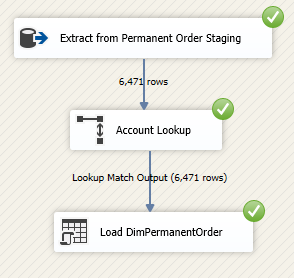 Extract from Permanent Order Staging
6,471 rows
Account Lookup
Lookup Match Output (6,471 rows)
Load DimPermanentOrder